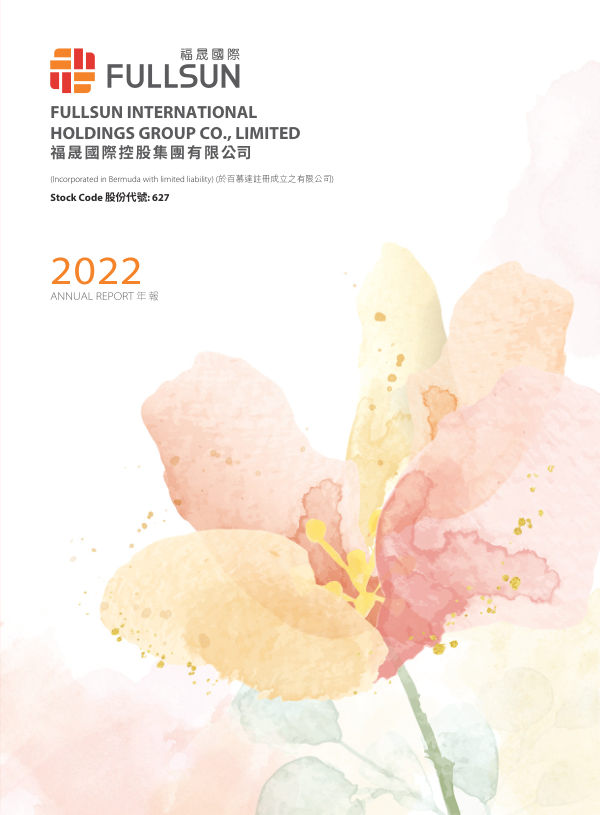 福晟國際
FULLSUN
FULLSUN INTERNATIONAL
HOLDINGS GROUP CO., LIMITED
福晟國際控股集團有限公司
(Incorporated in Bermuda with limited liability) (於百慕達註冊成立之有限公司)
Stock Code 股份代號: 627
2022
ANNUAL REPORT 年報